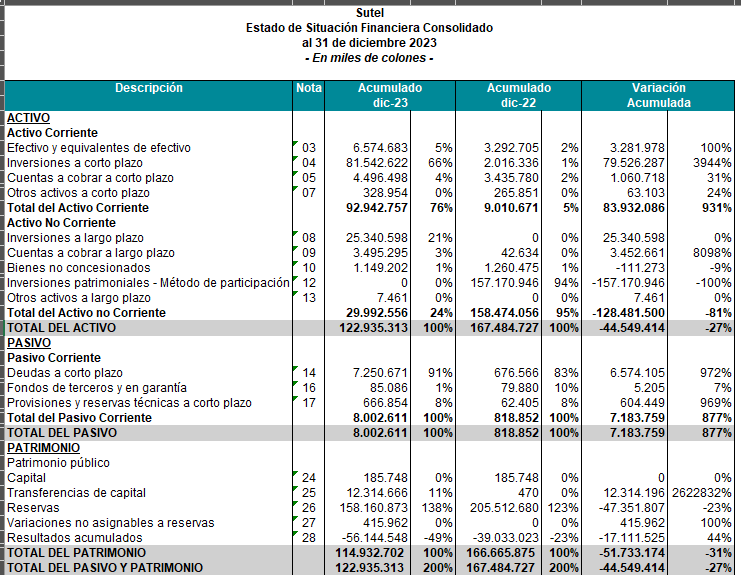 Sutel
Estado de Situación Financiera Consolidado
al 31 de diciembre 2023
- En miles de colones -
Descripción Nota Acumulado dic-23 Acumulado dic-22 Variación Acumulada
ACTIVO
Activo Corriente
Efectivo y equivalentes de efectivo 03 6.574.683 5% 3.292.705 2% 3.281.978 100%
Inversiones a corto plazo 04 81.542.622 66% 2.016.336 1% 79.526.287 3944%
Cuentas a cobrar a corto plazo 05 4.496.498 4% 3.435.780 2% 1.060.718 31%
Otros activos a corto plazo 07 328.954 0% 265.851 0% 63.103 24%
Total del Activo Corriente 92.942.757 76% 9.010.671 5% 83.932.086 931%
Activo No Corriente
Inversiones a largo plazo 08 25.340.598 21% 0 0% 25.340.598 0%
Cuentas a cobrar a largo plazo 09 3.495.295 3% 42.634 0% 3.452.661 8098%
Bienes no concesionados 10 1.149.202 1% 1.260.475 1% -111.273 -9%
Inversiones patrimoniales - Método de participación 12 0 0% 157.170.946 94% -157.170.946 -100%
Otros activos a largo plazo 13 7.461 0% 0 0% 7.461 0%
Total del Activo no Corriente 29.992.556 24% 158.474.056 95% -128.481.500 -81%
TOTAL DEL ACTIVO 122.935.313 100% 167.484.727 100% -44.549.414 -27%
PASIVO
Pasivo Corriente
Deudas a corto plazo 14 7.250.671 91% 676.566 83% 6.574.105 972%
Fondos de terceros y en garantía 16 85.086 1% 79.880 10% 5.205 7%
Provisiones y reservas técnicas a corto plazo 17 666.854 8% 62.405 8% 604.449 969%
Total del Pasivo Corriente 8.002.611 100% 818.852 100% 7.183.759 877%
TOTAL DEL PASIVO 8.002.611 100% 818.852 100% 7.183.759 877%
PATRIMONIO
Patrimonio público
Capital 24 185.748 0% 185.748 0% 0 0%
Transferencias de capital 25 12.314.666 11% 470 0% 12.314.196 2622832%
Reservas 26 158.160.873 138% 205.512.680 123% -47.351.807 -23%
Variaciones no asignables a reservas 27 415.962 0% 0 0% 415.962 100%
Resultados acumulados 28 -56.144.548 -49% -39.033.023 -23% -17.111.525 44%
TOTAL DEL PATRIMONIO 114.932.702 100% 166.665.875 100% -51.733.174 -31%
TOTAL DEL PASIVO Y PATRIMONIO 122.935.313 200% 167.484.727 200% -44.549.414 -27%